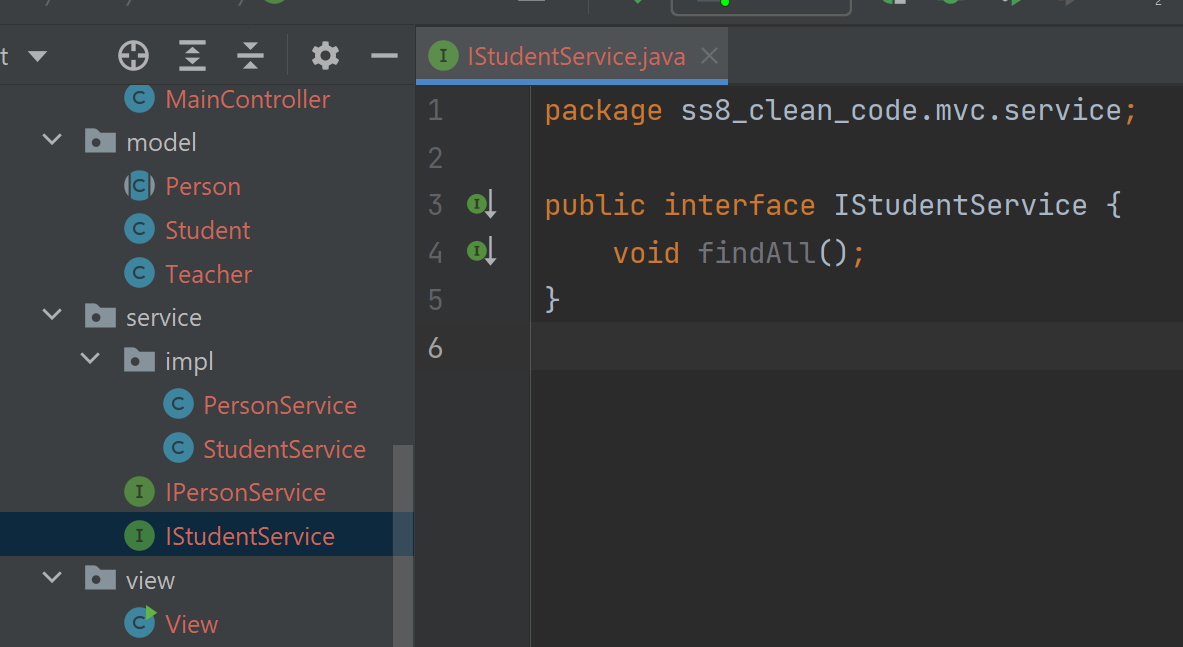 t
MainController
model
Person
Student
Teacher
service
impl
PersonService
StudentService
IPersonService
IStudentService
view
View
IStudentService.java
1 package ss8_clean_code.mvc.service;
2
3 public interface IStudentService {
4 void findAll();
5 }
6
2